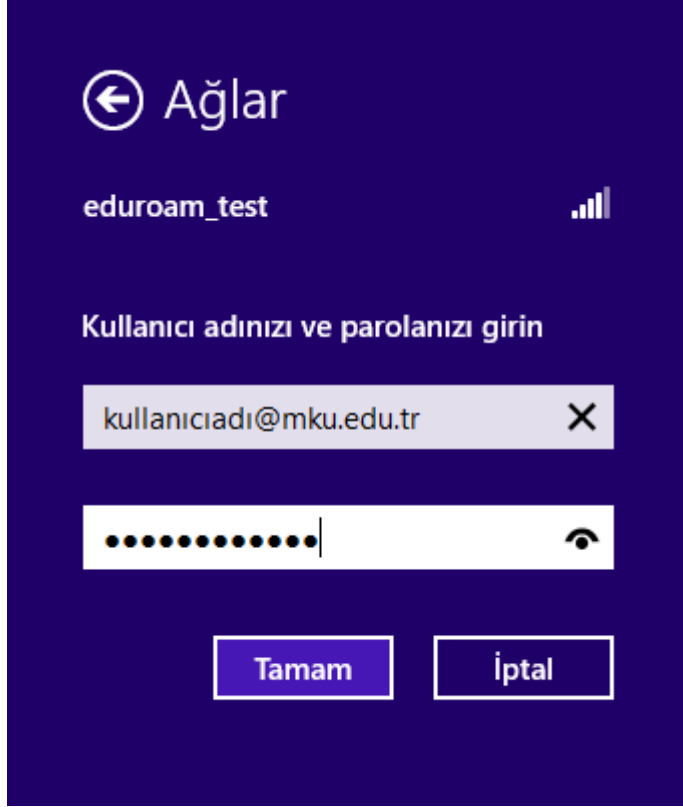 Ağlar
eduroam_test
Kullanıcı adınızı ve parolanızı girin
kullanıcıadı@mku.edu.tr
••••••••••••
Tamam
İptal